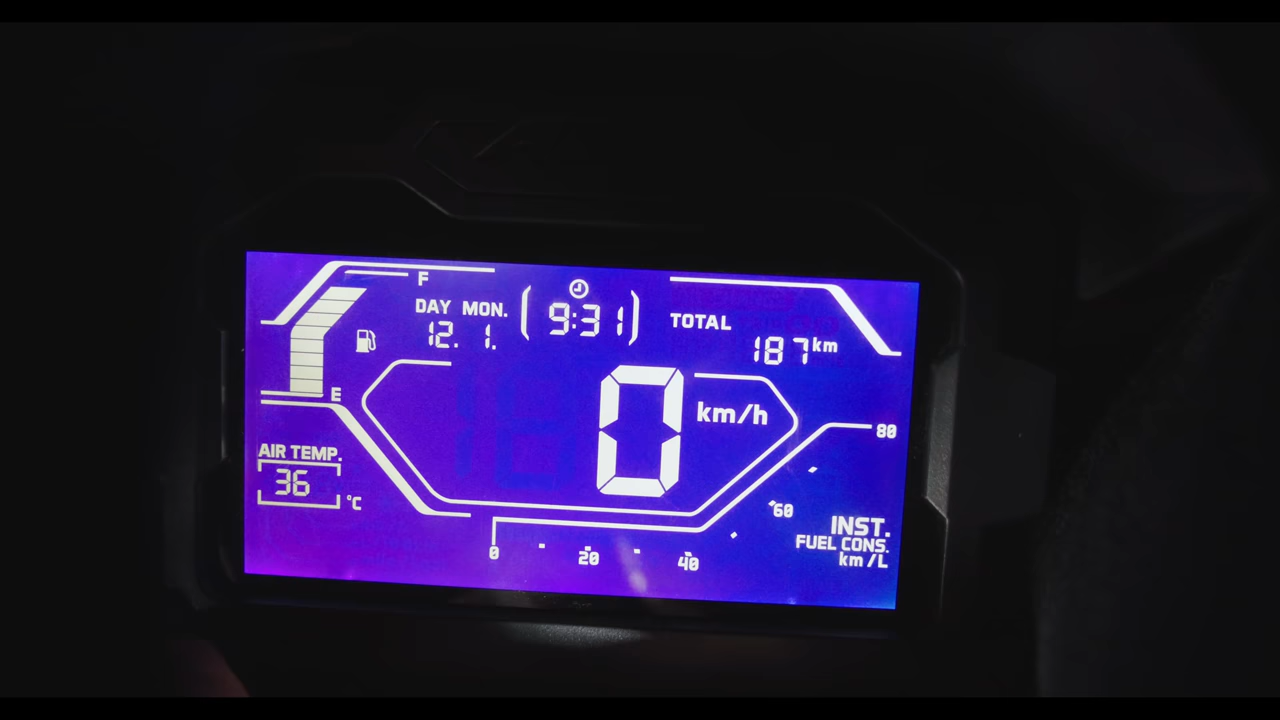 F
DAY MON. 9:31 TOTAL
12. 1. 187km
E
0 km/h
80
AIR TEMP.
36 °C
60
INST.
FUEL CONS.
km/L
0 20 40